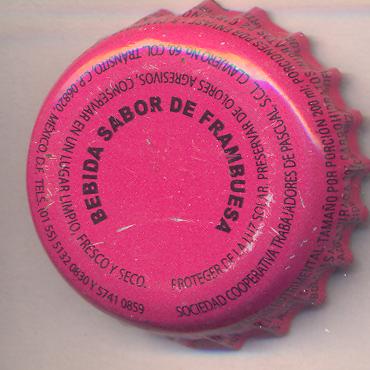 BEBIDA SABOR DE FRAMBUESA
PROTEGER DE LA LUZ SOLAR. PRESERVAR DE OLORES AGRESIVOS, CONSERVAR EN UN LUGAR LIMPIO, FRESCO Y SECO.
SOCIEDAD COOPERATIVA TRABAJADORES DE PASCUAL, S.C.L. CLAVIJERO No 60, COL. TRÁNSITO, C.P. 06820, MÉXICO D.F. TELS. (01 55) 5132 0830 Y 5741 0859
TAMAÑO POR PORCIÓN 200 ml;